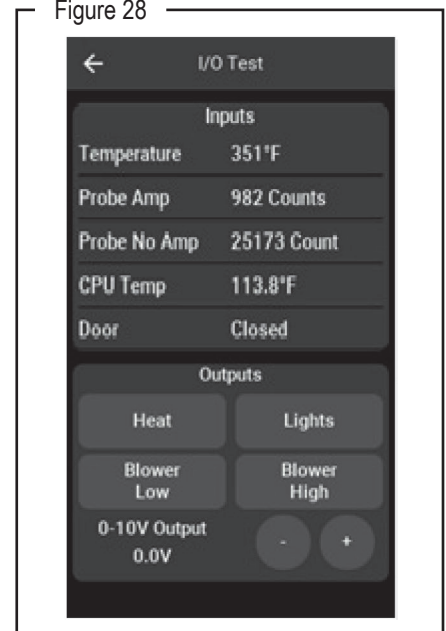 Figure 28
I/O Test
Inputs
Temperature 351°F
Probe Amp 982 Counts
Probe No Amp 25173 Count
CPU Temp 113.8°F
Door Closed
Outputs
Heat Lights
Blower Low Blower High
0-10V Output
0.0V - +